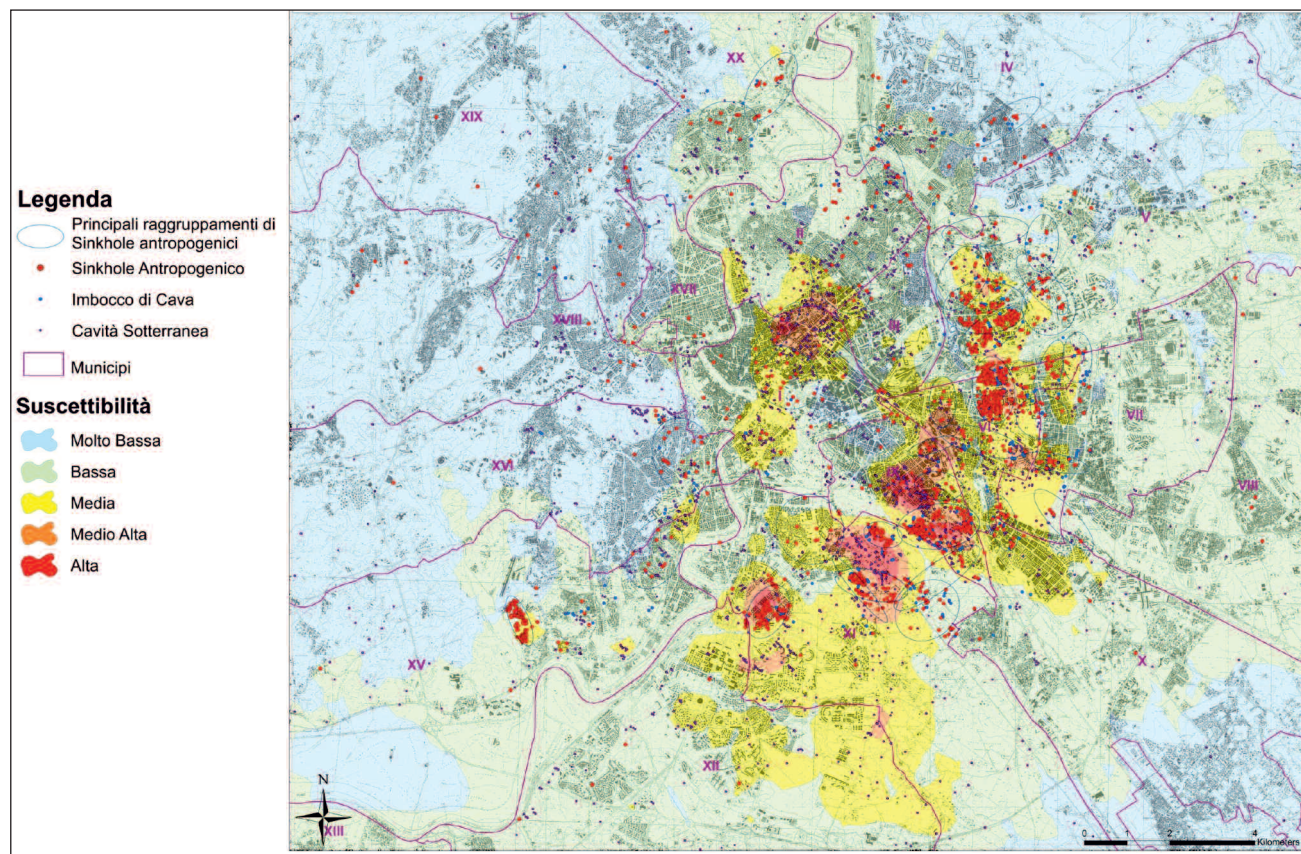 Legenda
Principali raggruppamenti di
Sinkhole antropogenici
Sinkhole Antropogenico
Imbocco di Cava
Cavità Sotterranea
Municipi
Suscettibilità
Molto Bassa
Bassa
Media
Medio Alta
Alta
XX
IV
XIX
V
II
XVII
XVIII
III
I
VII
VI
XVI
VIII
IX
XI
XV
X
XII
N
XIII
0 1 2 4
Kilometers